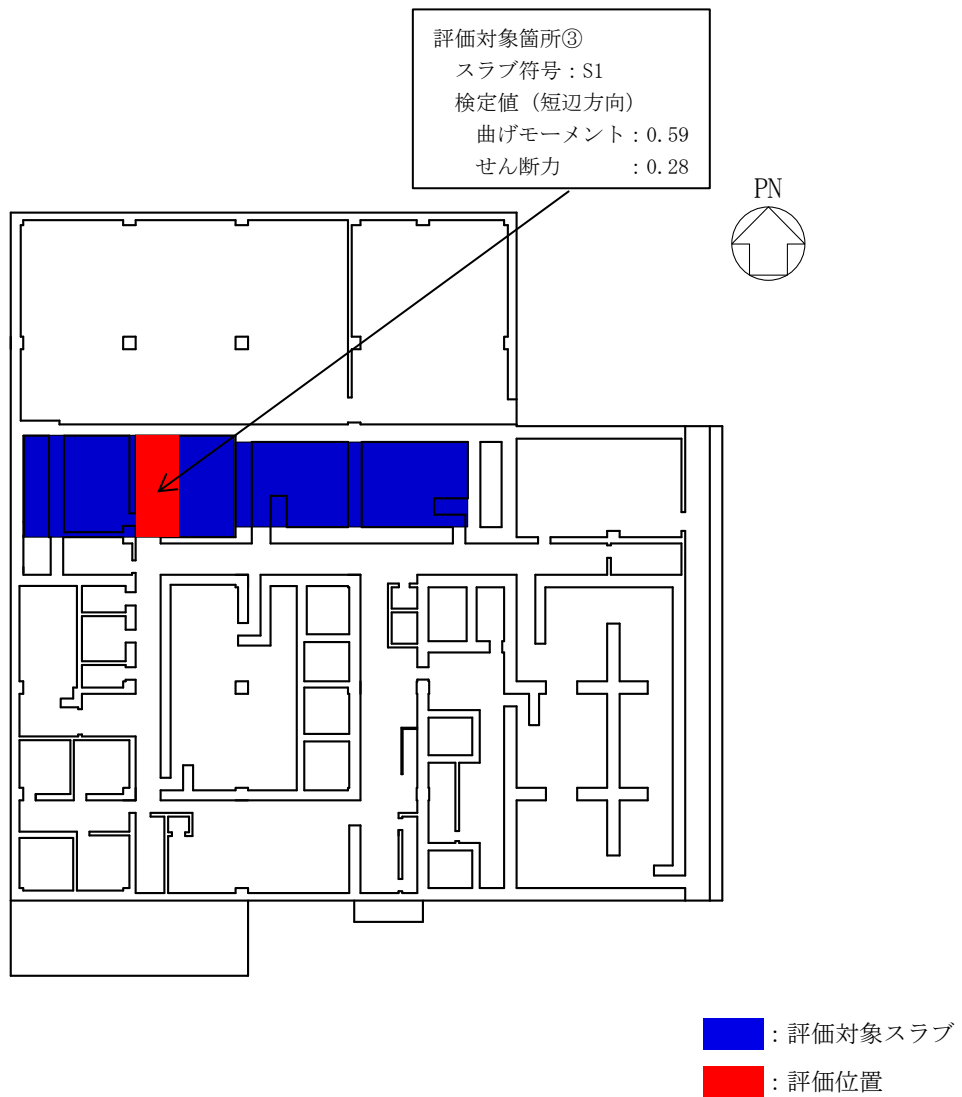 評価対象箇所③
スラブ符号：S1
検定値（短辺方向）
曲げモーメント：0.59
せん断力　　　：0.28
PN
：評価対象スラブ
：評価位置